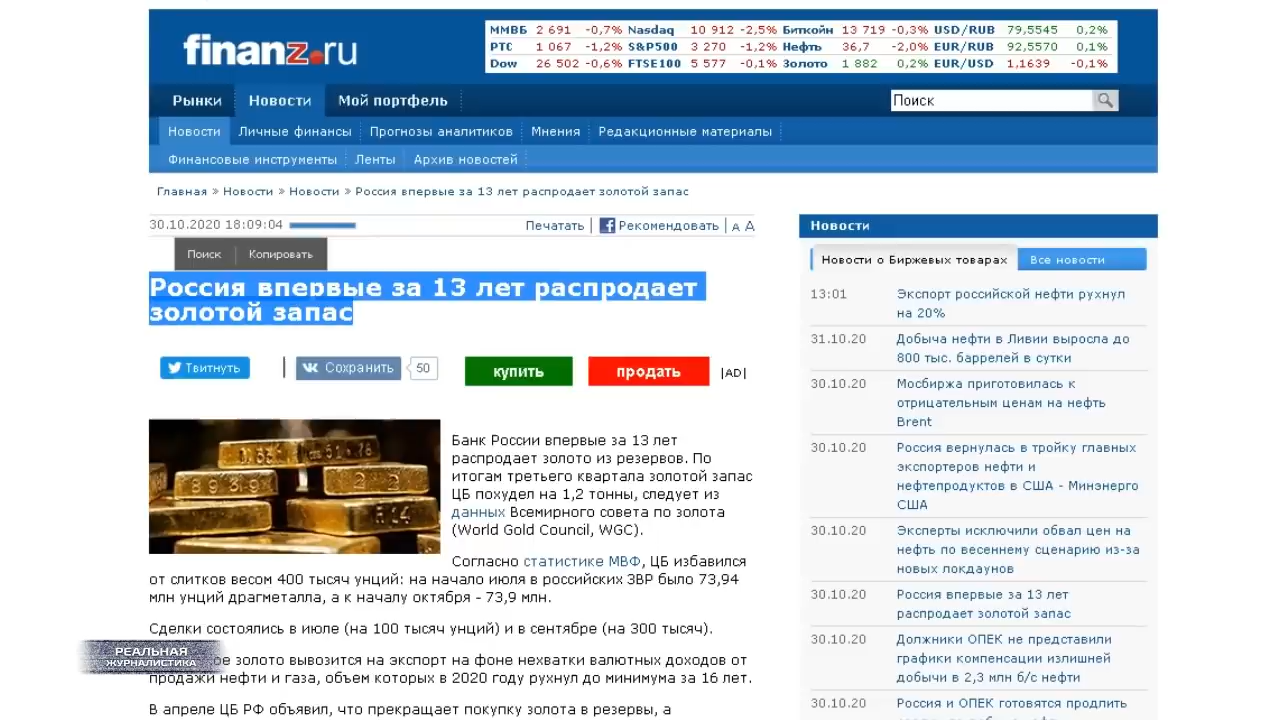 finanz.ru
ММВБ 2 691 -0,7% Nasdaq 10 912 -2,5% Биткойн 13 719 -0,3% USD/RUB 79,5545 0,2%
РТС 1 067 -1,2% S&P500 3 270 -1,2% Нефть 36,7 -2,0% EUR/RUB 92,5570 0,1%
Dow 26 502 -0,6% FTSE100 5 577 -0,1% Золото 1 882 0,2% EUR/USD 1,1639 -0,1%
Рынки Новости Мой портфель
Поиск
Новости Личные финансы Прогнозы аналитиков Мнения Редакционные материалы
Финансовые инструменты Ленты Архив новостей
Главная » Новости » Новости » Россия впервые за 13 лет распродает золотой запас
30.10.2020 18:09:04
Печатать | Рекомендовать | A A
Поиск Копировать
Россия впервые за 13 лет распродает
золотой запас
Твитнуть
Сохранить 50
купить
продать
|AD|
Банк России впервые за 13 лет
распродает золото из резервов. По
итогам третьего квартала золотой запас
ЦБ похудел на 1,2 тонны, следует из
данных Всемирного совета по золота
(World Gold Council, WGC).
Согласно статистике МВФ, ЦБ избавился
от слитков весом 400 тысяч унций: на начало июля в российских ЗВР было 73,94
млн унций драгметалла, а к началу октября - 73,9 млн.
Сделки состоялись в июле (на 100 тысяч унций) и в сентябре (на 300 тысяч).
золото вывозится на экспорт на фоне нехватки валютных доходов от
продажи нефти и газа, объем которых в 2020 году рухнул до минимума за 16 лет.
В апреле ЦБ РФ объявил, что прекращает покупку золота в резервы, а
РЕАЛЬНАЯ
ЖУРНАЛИСТИКА
Новости
Новости о Биржевых товарах Все новости
13:01 Экспорт российской нефти рухнул
на 20%
31.10.20 Добыча нефти в Ливии выросла до
800 тыс. баррелей в сутки
30.10.20 Мосбиржа приготовилась к
отрицательным ценам на нефть
Brent
30.10.20 Россия вернулась в тройку главных
экспортеров нефти и
нефтепродуктов в США - Минэнерго
США
30.10.20 Эксперты исключили обвал цен на
нефть по весеннему сценарию из-за
новых локдаунов
30.10.20 Россия впервые за 13 лет
распродает золотой запас
30.10.20 Должники ОПЕК не представили
графики компенсации излишней
добычи в 2,3 млн б/с нефти
30.10.20 Россия и ОПЕК готовятся продлить